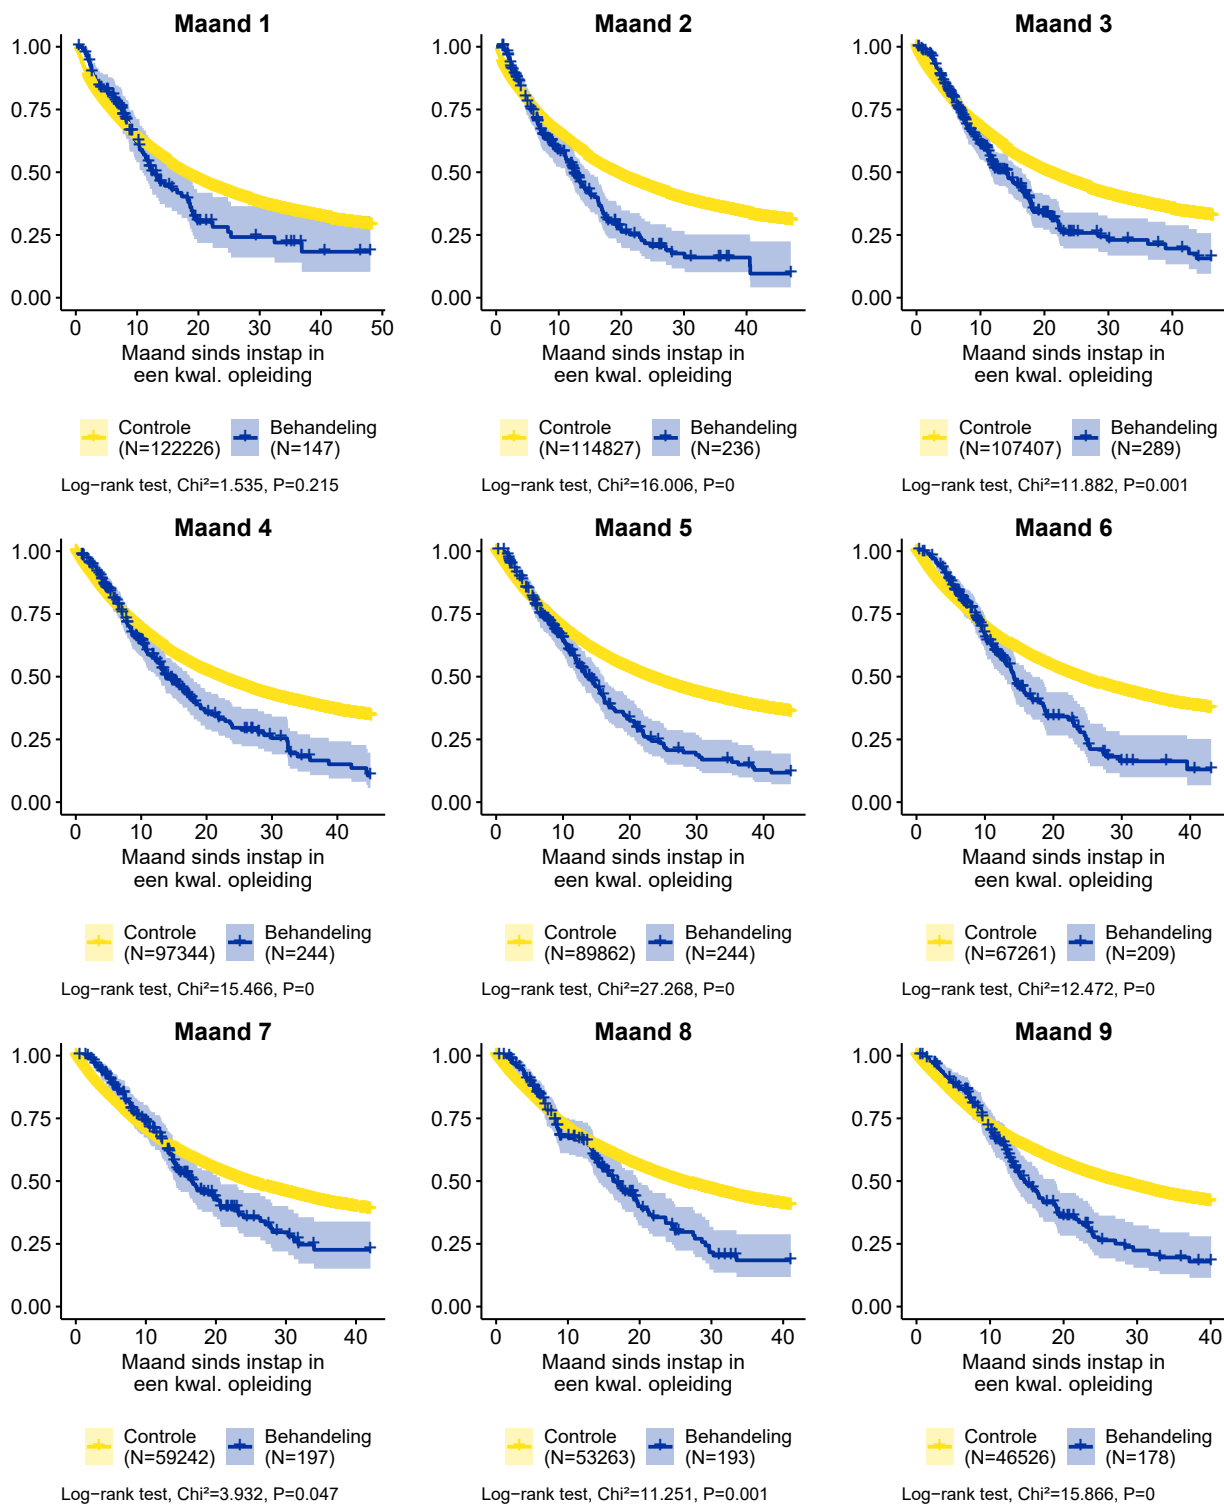 Maand 1
Maand 2
Maand 3
1.00
0.75
0.50
0.25
0.00
0 10 20 30 40 50
Maand sinds instap in
een kwal. opleiding
Controle
(N=122226)
Behandeling
(N=147)
Log−rank test, Chi²=1.535, P=0.215
1.00
0.75
0.50
0.25
0.00
0 10 20 30 40
Maand sinds instap in
een kwal. opleiding
Controle
(N=114827)
Behandeling
(N=236)
Log−rank test, Chi²=16.006, P=0
1.00
0.75
0.50
0.25
0.00
0 10 20 30 40
Maand sinds instap in
een kwal. opleiding
Controle
(N=107407)
Behandeling
(N=289)
Log−rank test, Chi²=11.882, P=0.001
Maand 4
Maand 5
Maand 6
1.00
0.75
0.50
0.25
0.00
0 10 20 30 40
Maand sinds instap in
een kwal. opleiding
Controle
(N=97344)
Behandeling
(N=244)
Log−rank test, Chi²=15.466, P=0
1.00
0.75
0.50
0.25
0.00
0 10 20 30 40
Maand sinds instap in
een kwal. opleiding
Controle
(N=89862)
Behandeling
(N=244)
Log−rank test, Chi²=27.268, P=0
1.00
0.75
0.50
0.25
0.00
0 10 20 30 40
Maand sinds instap in
een kwal. opleiding
Controle
(N=67261)
Behandeling
(N=209)
Log−rank test, Chi²=12.472, P=0
Maand 7
Maand 8
Maand 9
1.00
0.75
0.50
0.25
0.00
0 10 20 30 40
Maand sinds instap in
een kwal. opleiding
Controle
(N=59242)
Behandeling
(N=197)
Log−rank test, Chi²=3.932, P=0.047
1.00
0.75
0.50
0.25
0.00
0 10 20 30 40
Maand sinds instap in
een kwal. opleiding
Controle
(N=53263)
Behandeling
(N=193)
Log−rank test, Chi²=11.251, P=0.001
1.00
0.75
0.50
0.25
0.00
0 10 20 30 40
Maand sinds instap in
een kwal. opleiding
Controle
(N=46526)
Behandeling
(N=178)
Log−rank test, Chi²=15.866, P=0